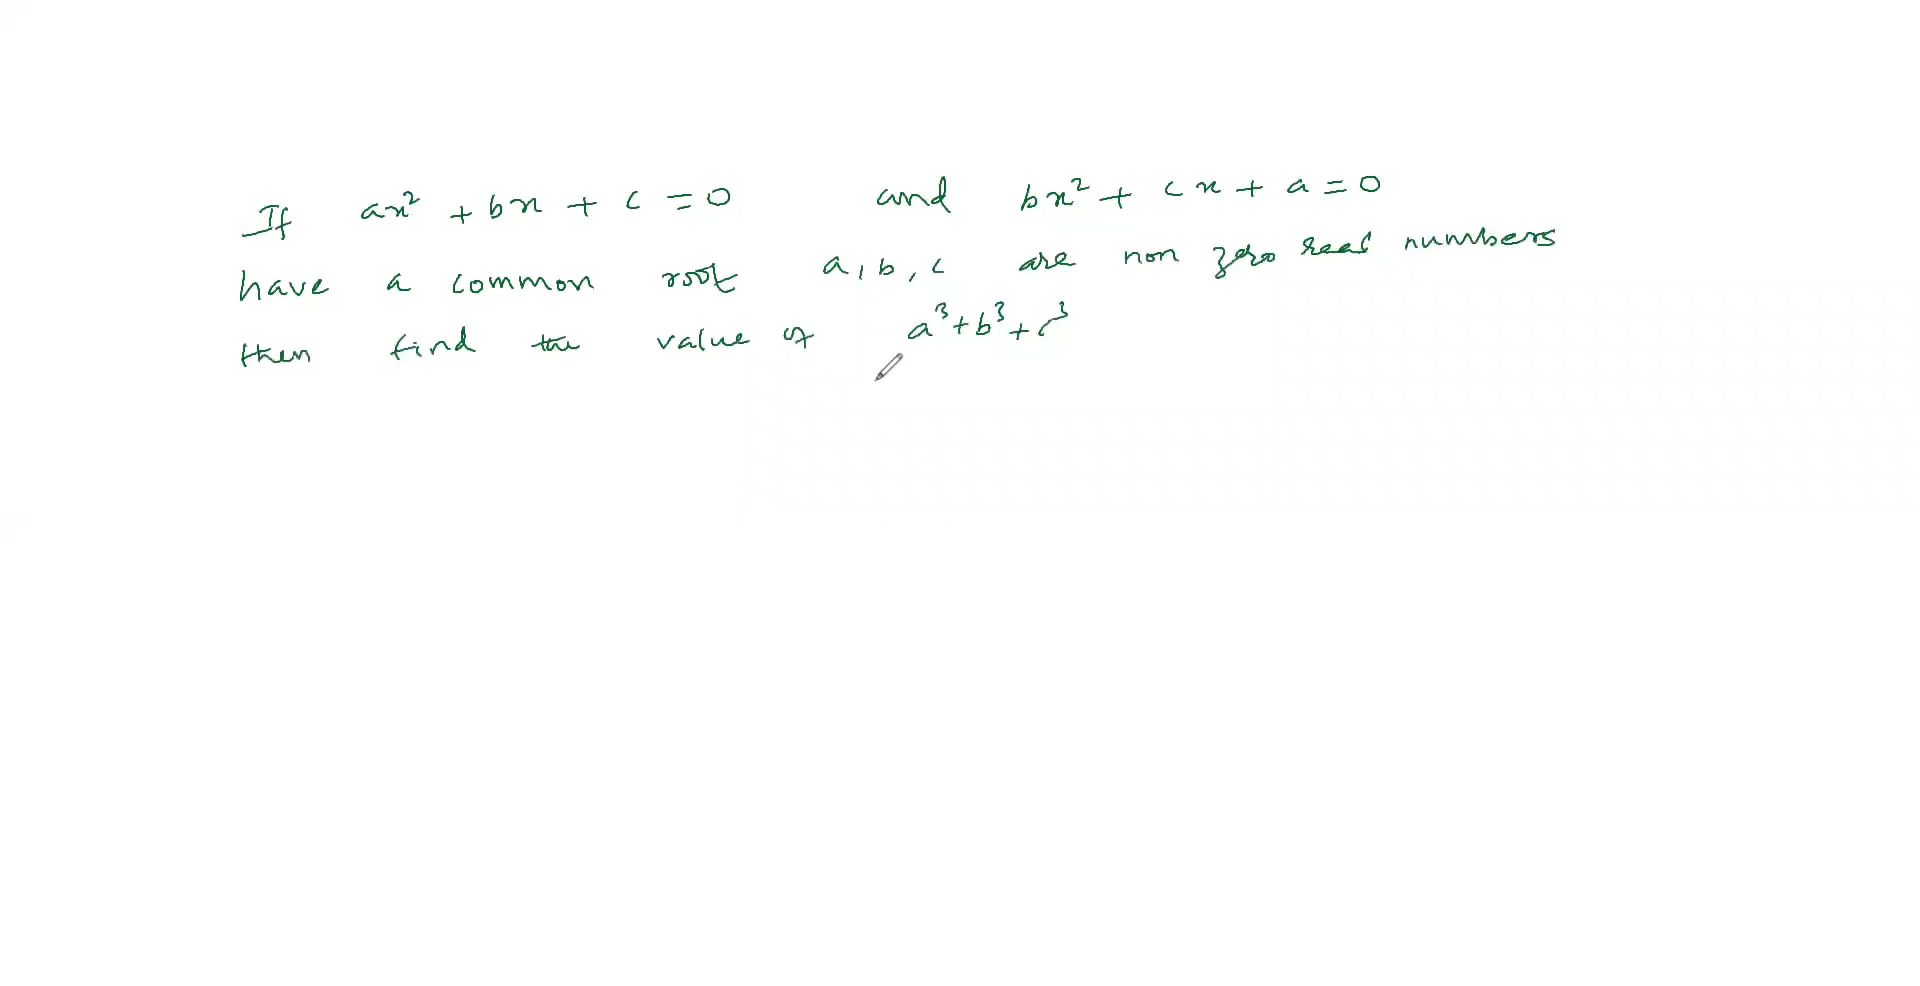 If ax² + bx + c = 0 and bx² + cx + a = 0
have a common root a, b, c are non zero real numbers
then find the value of a³ + b³ + c³